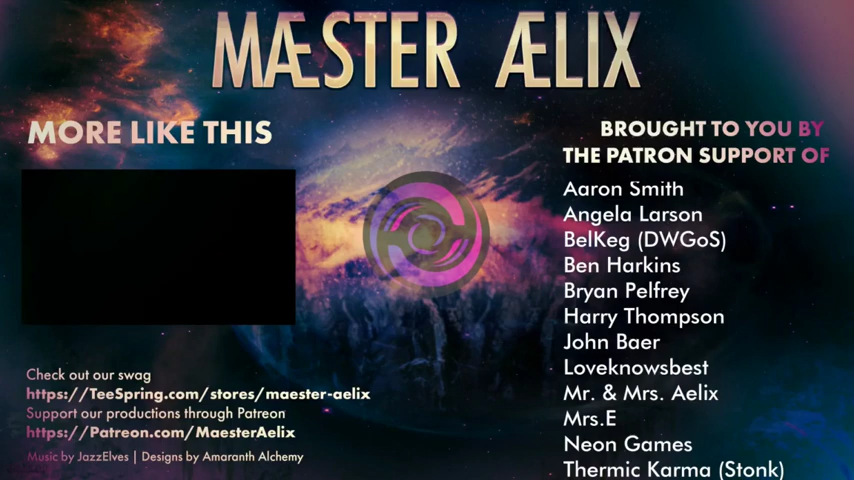 MÆSTER ÆLIX
MORE LIKE THIS
BROUGHT TO YOU BY
THE PATRON SUPPORT OF
Aaron Smith
Angela Larson
BelKeg (DWGoS)
Ben Harkins
Bryan Pelfrey
Harry Thompson
John Baer
Loveknowsbest
Mr. & Mrs. Aelix
Mrs.E
Neon Games
Thermic Karma (Stonk)
Check out our swag
https://TeeSpring.com/stores/maester-aelix
Support our productions through Patreon
https://Patreon.com/MaesterAelix
Music by JazzElves | Designs by Amaranth Alchemy